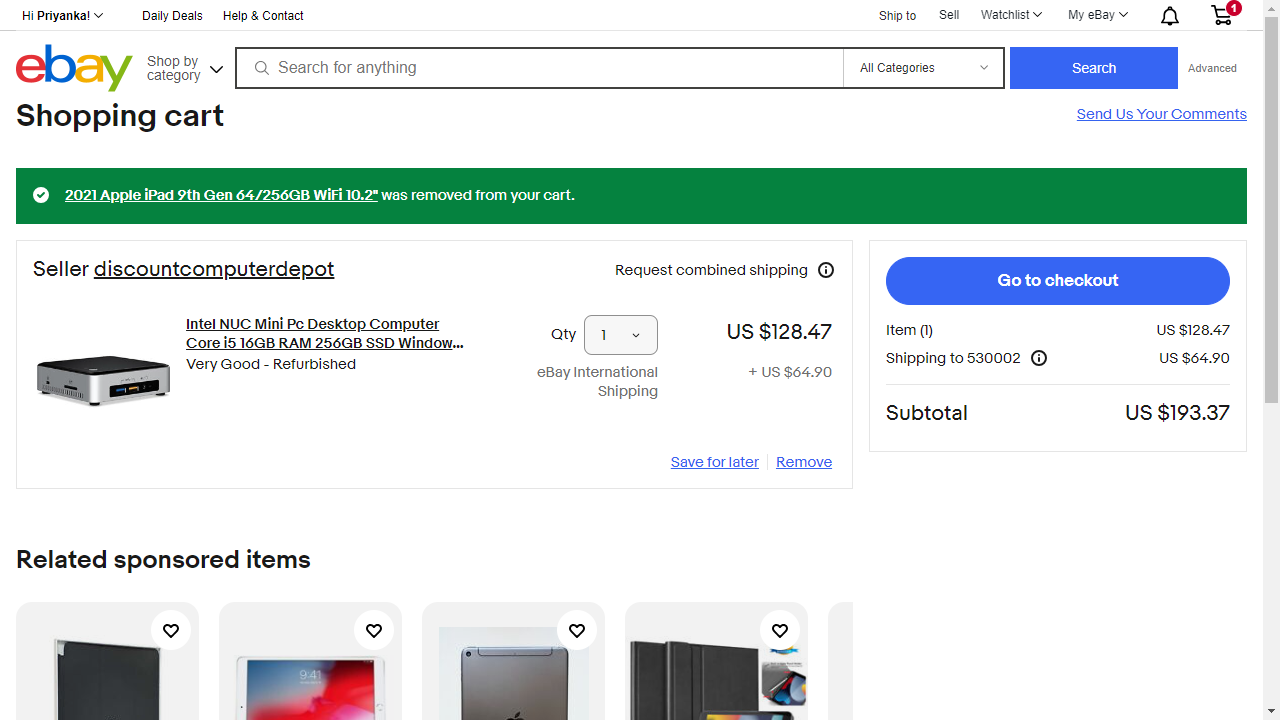 Hi Priyanka! Daily Deals Help & Contact Ship to Sell Watchlist My eBay 1
ebay Shop by category Search for anything All Categories Search Advanced
Shopping cart Send Us Your Comments
2021 Apple iPad 9th Gen 64/256GB WiFi 10.2" was removed from your cart.
Seller discountcomputerdepot Request combined shipping
Intel NUC Mini Pc Desktop Computer
Core i5 16GB RAM 256GB SSD Window...
Very Good - Refurbished
Qty 1 US $128.47
eBay International + US $64.90
Shipping
Save for later Remove
Go to checkout
Item (1) US $128.47
Shipping to 530002 US $64.90
Subtotal US $193.37
Related sponsored items
9:41